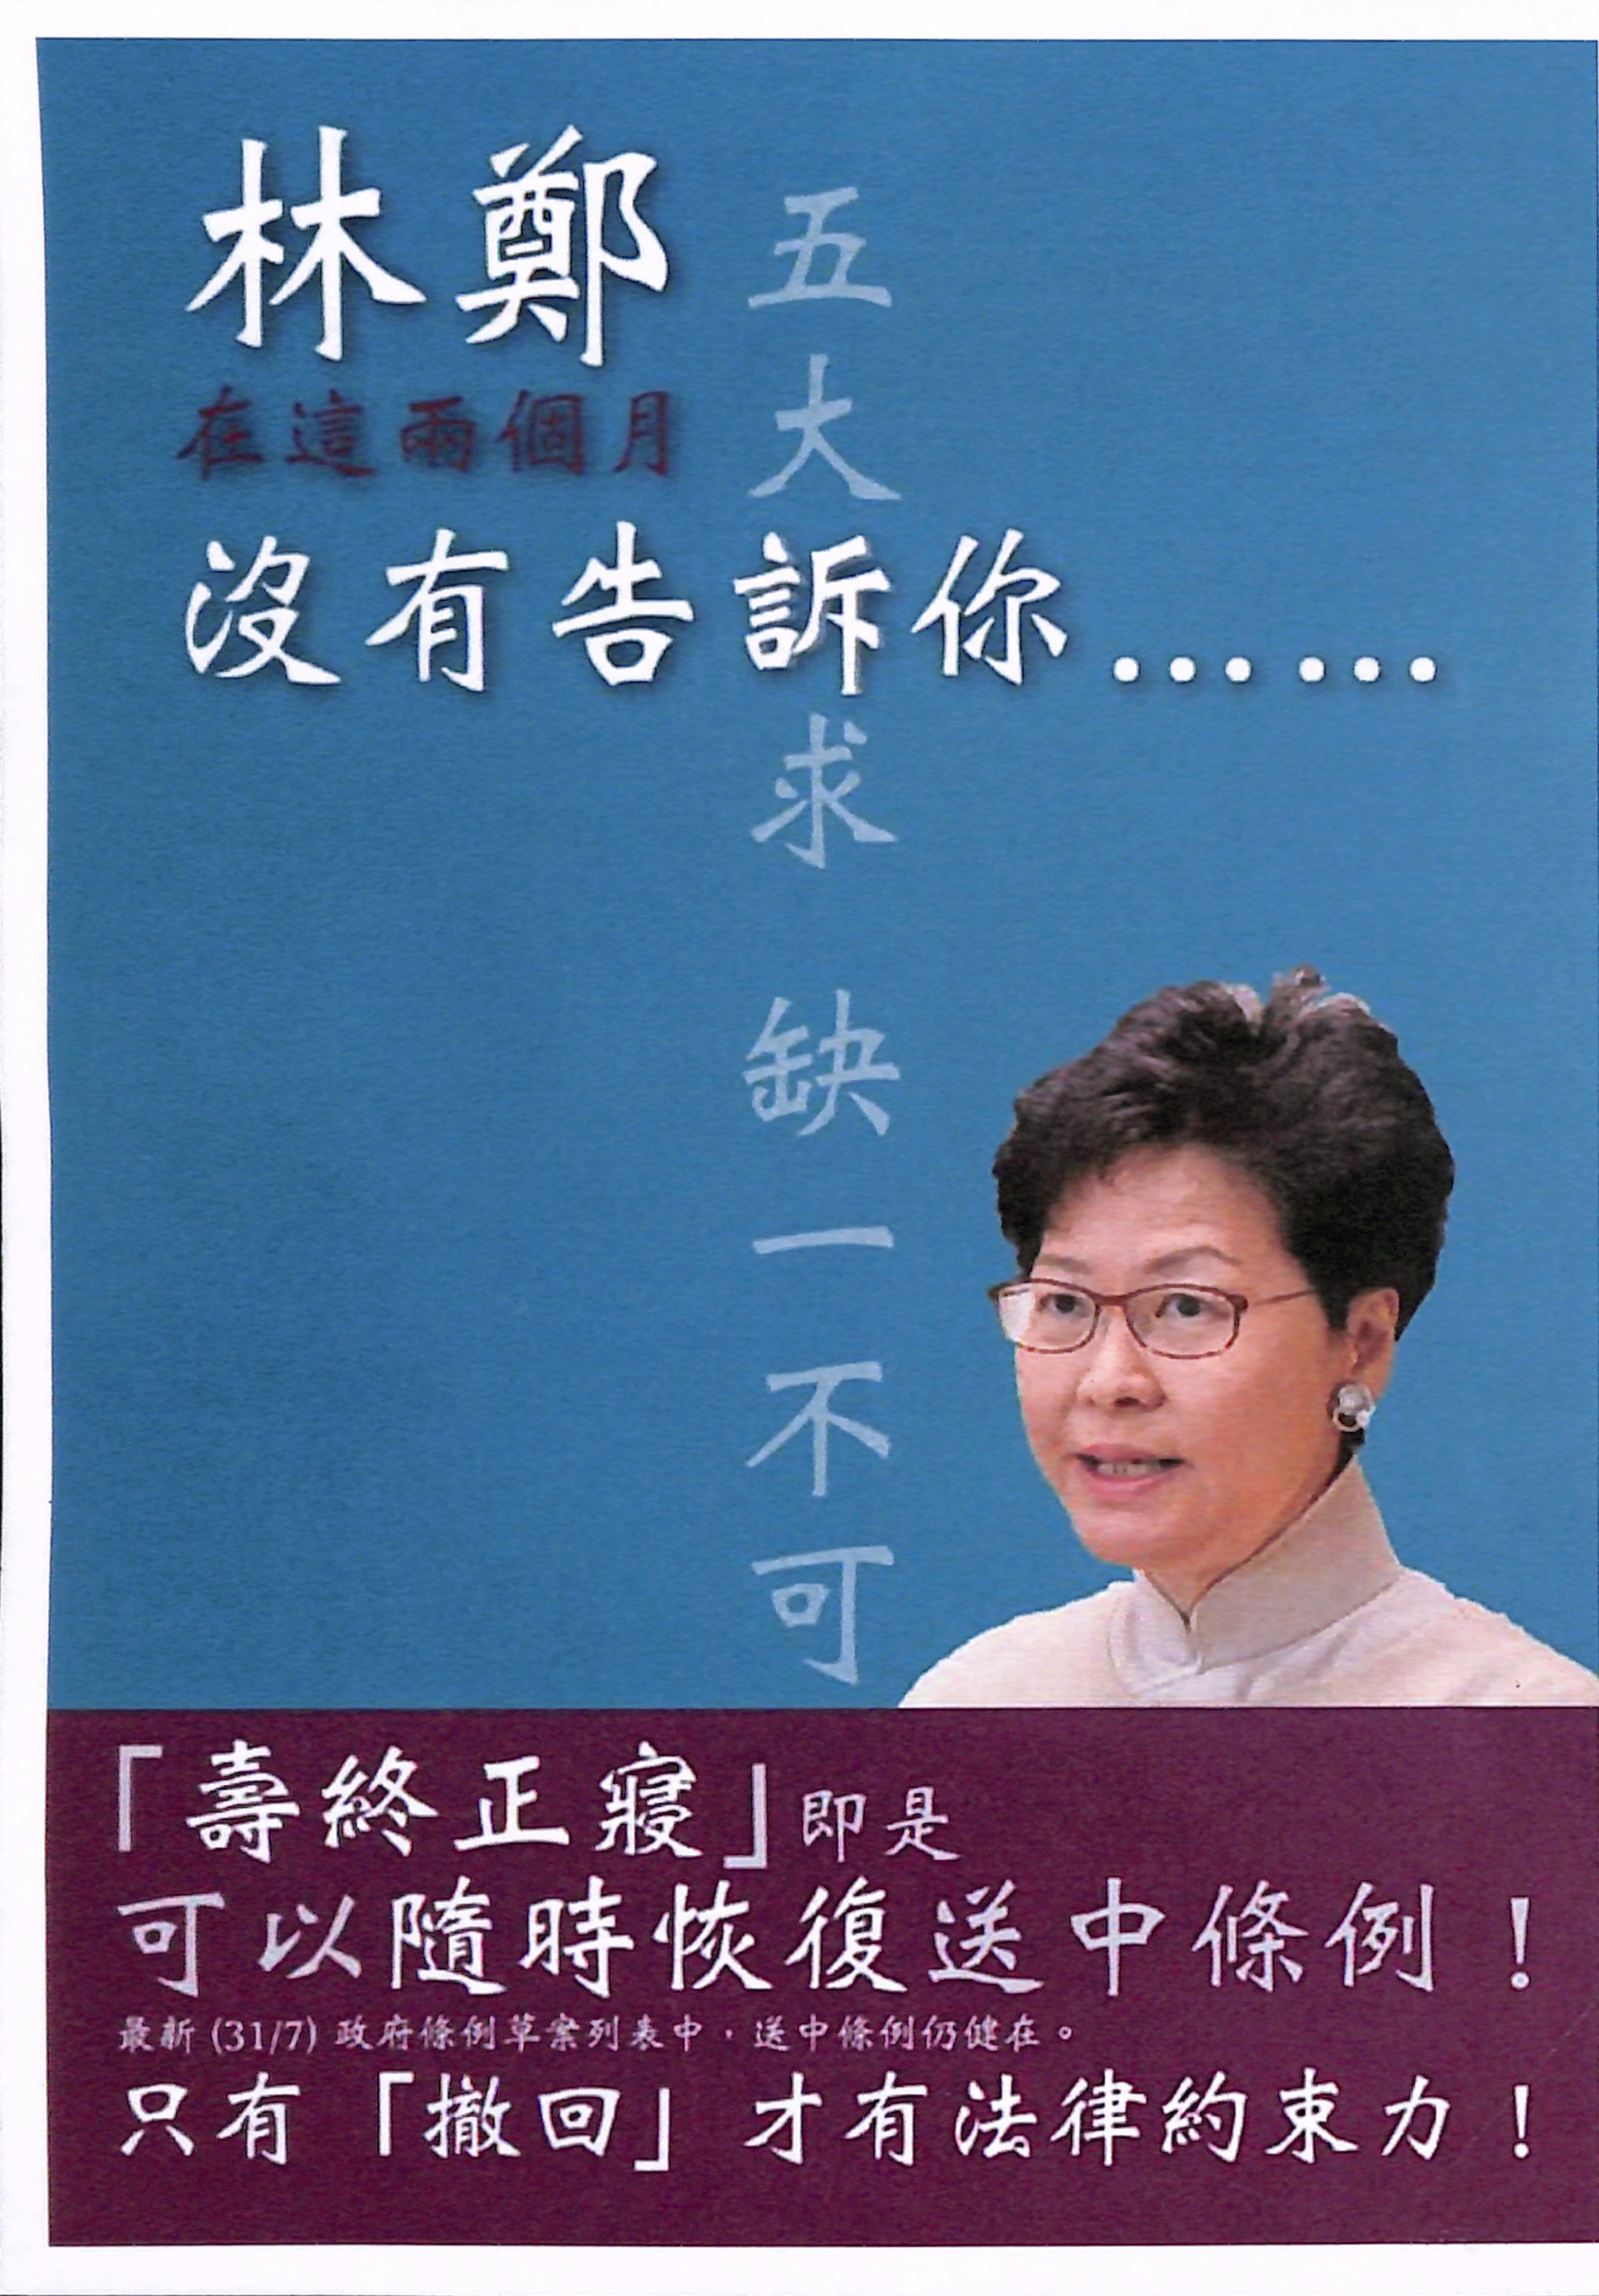 林鄭
在這兩個月
沒有告訴你……
五大訴求 缺一不可
「壽終正寢」即是
可以隨時恢復送中條例！
最新 (31/7) 政府條例草案列表中，送中條例仍健在。
只有「撤回」才有法律約束力！